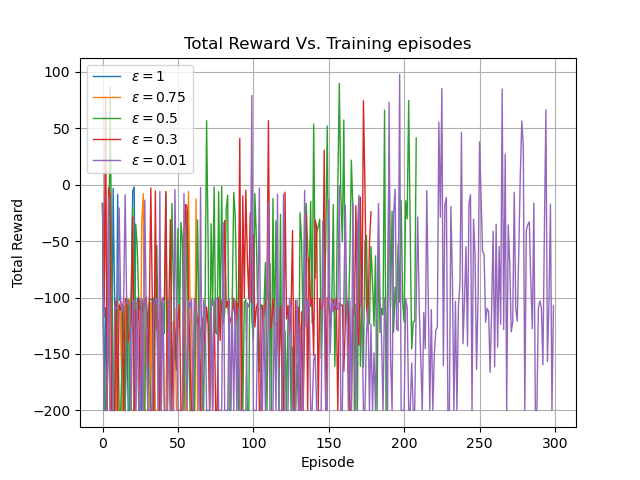 Total Reward Vs. Training episodes
100
50
0
−50
−100
−150
−200
Total Reward
ε = 1
ε = 0.75
ε = 0.5
ε = 0.3
ε = 0.01
0
50
100
150
200
250
300
Episode